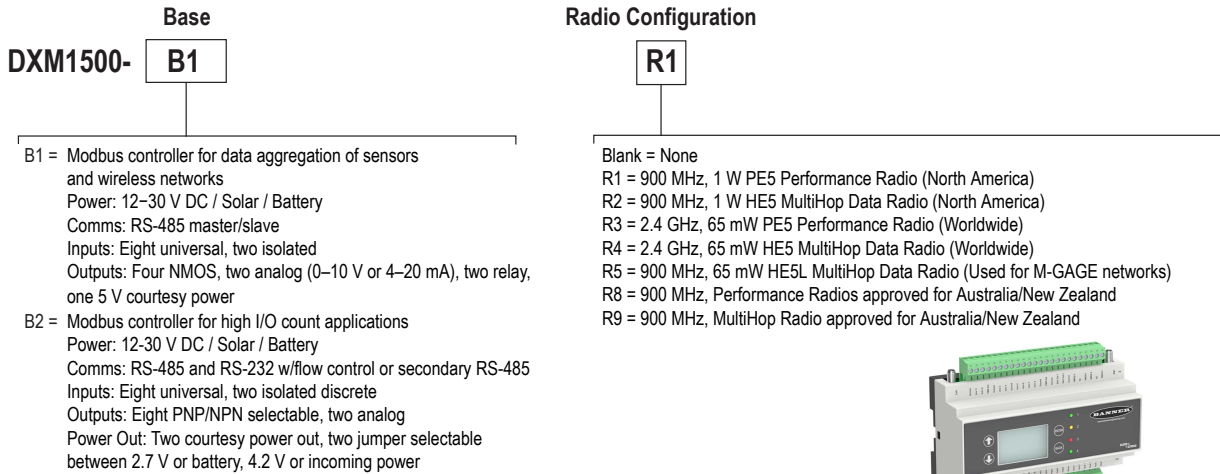 Base
DXM1500- B1
B1 = Modbus controller for data aggregation of sensors
and wireless networks
Power: 12–30 V DC / Solar / Battery
Comms: RS-485 master/slave
Inputs: Eight universal, two isolated
Outputs: Four NMOS, two analog (0–10 V or 4–20 mA), two relay,
one 5 V courtesy power
B2 = Modbus controller for high I/O count applications
Power: 12-30 V DC / Solar / Battery
Comms: RS-485 and RS-232 w/flow control or secondary RS-485
Inputs: Eight universal, two isolated discrete
Outputs: Eight PNP/NPN selectable, two analog
Power Out: Two courtesy power out, two jumper selectable
between 2.7 V or battery, 4.2 V or incoming power
Radio Configuration
R1
Blank = None
R1 = 900 MHz, 1 W PE5 Performance Radio (North America)
R2 = 900 MHz, 1 W HE5 MultiHop Data Radio (North America)
R3 = 2.4 GHz, 65 mW PE5 Performance Radio (Worldwide)
R4 = 2.4 GHz, 65 mW HE5 MultiHop Data Radio (Worldwide)
R5 = 900 MHz, 65 mW HE5L MultiHop Data Radio (Used for M-GAGE networks)
R8 = 900 MHz, Performance Radios approved for Australia/New Zealand
R9 = 900 MHz, MultiHop Radio approved for Australia/New Zealand
BANNER